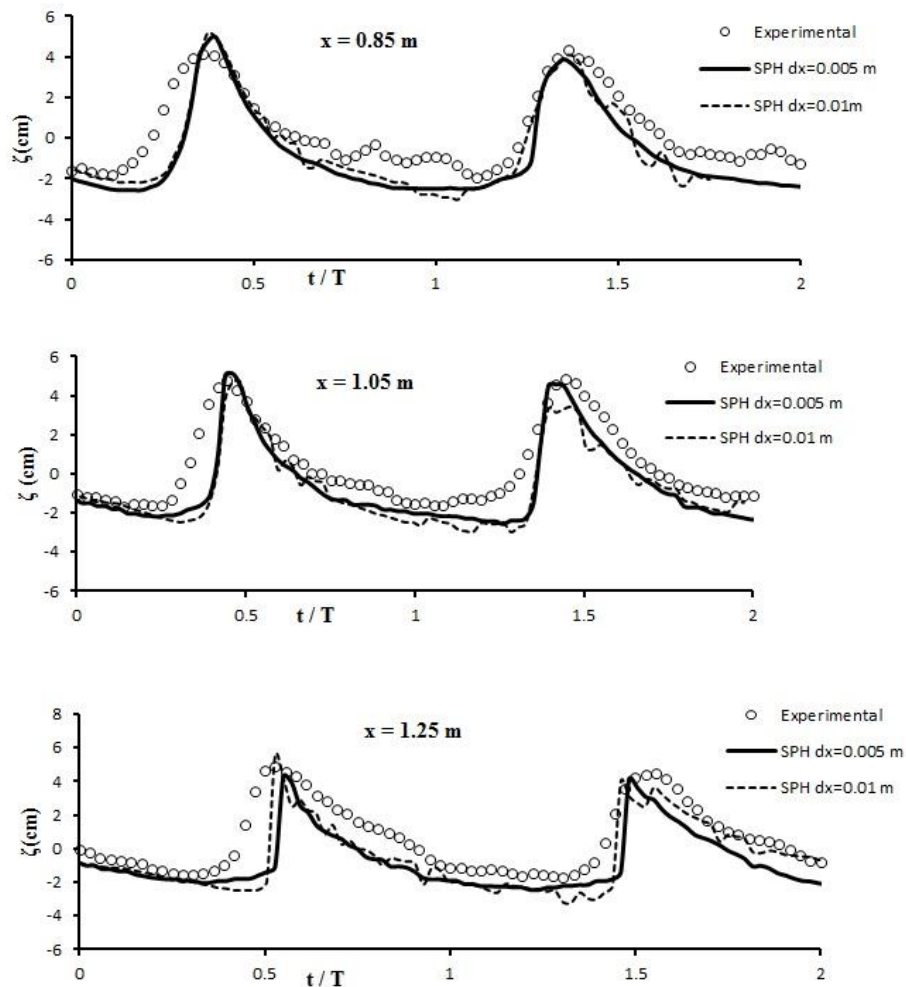 6
4
2
0
-2
-4
-6
ζ(cm)
x = 0.85 m
Experimental
SPH dx=0.005 m
SPH dx=0.01m
0
0.5
1
1.5
2
t / T
6
4
2
0
-2
-4
-6
ζ (cm)
x = 1.05 m
Experimental
SPH dx=0.005 m
SPH dx=0.01 m
0
0.5
1
1.5
2
t / T
8
6
4
2
0
-2
-4
-6
ζ(cm)
x = 1.25 m
Experimental
SPH dx=0.005 m
SPH dx=0.01 m
0
0.5
1
1.5
2
t / T